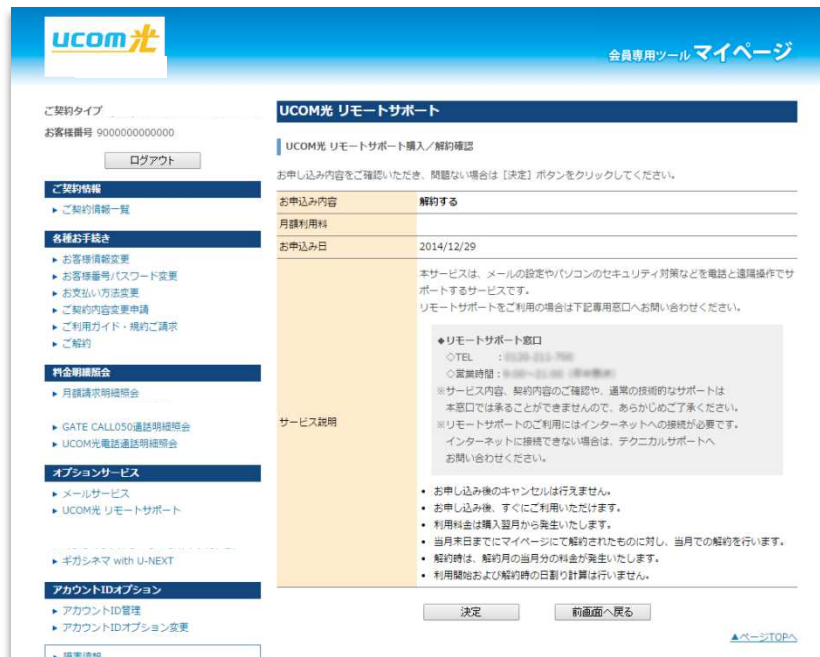 ucom光
会員専用ツール マイページ
ご契約タイプ
お客様番号 9000000000000
ログアウト
ご契約情報
▶ ご契約情報一覧
各種お手続き
▶ お客様情報変更
▶ お客様番号パスワード変更
▶ お支払い方法変更
▶ ご契約内容変更申請
▶ ご利用ガイド・規約ご請求
▶ ご解約
料金明細照会
▶ 月額請求明細照会
▶ GATE CALL050通話明細照会
▶ UCOM光電話通話明細照会
オプションサービス
▶ メールサービス
▶ UCOM光 リモートサポート
▶ ギガシネマ with U-NEXT
アカウントIDオプション
▶ アカウントID管理
▶ アカウントIDオプション変更
▶ 障害情報
UCOM光 リモートサポート
UCOM光 リモートサポート購入／解約確認
お申し込み内容をご確認いただき、問題ない場合は［決定］ボタンをクリックしてください。
お申込み内容 解約する
月額利用料
お申込み日 2014/12/29
サービス説明
本サービスは、メールの設定やパソコンのセキュリティ対策などを電話と遠隔操作でサ
ポートするサービスです。
リモートサポートをご利用の場合は下記専用窓口へお問い合わせください。
◆リモートサポート窓口
◇TEL ：
◇営業時間：
※サービス内容、契約内容のご確認や、通常の技術的なサポートは
本窓口では承ることができませんので、あらかじめご了承ください。
※リモートサポートのご利用にはインターネットへの接続が必要です。
インターネットに接続できない場合は、テクニカルサポートへ
お問い合わせください。
• お申し込み後のキャンセルは行えません。
• お申し込み後、すぐにご利用いただけます。
• 利用料金は購入翌月から発生いたします。
• 当月末日までにマイページにて解約されたものに対し、当月での解約を行います。
• 解約時は、解約月の当月分の料金が発生いたします。
• 利用開始および解約時の日割り計算は行いません。
決定
前画面へ戻る
▲ページTOPへ